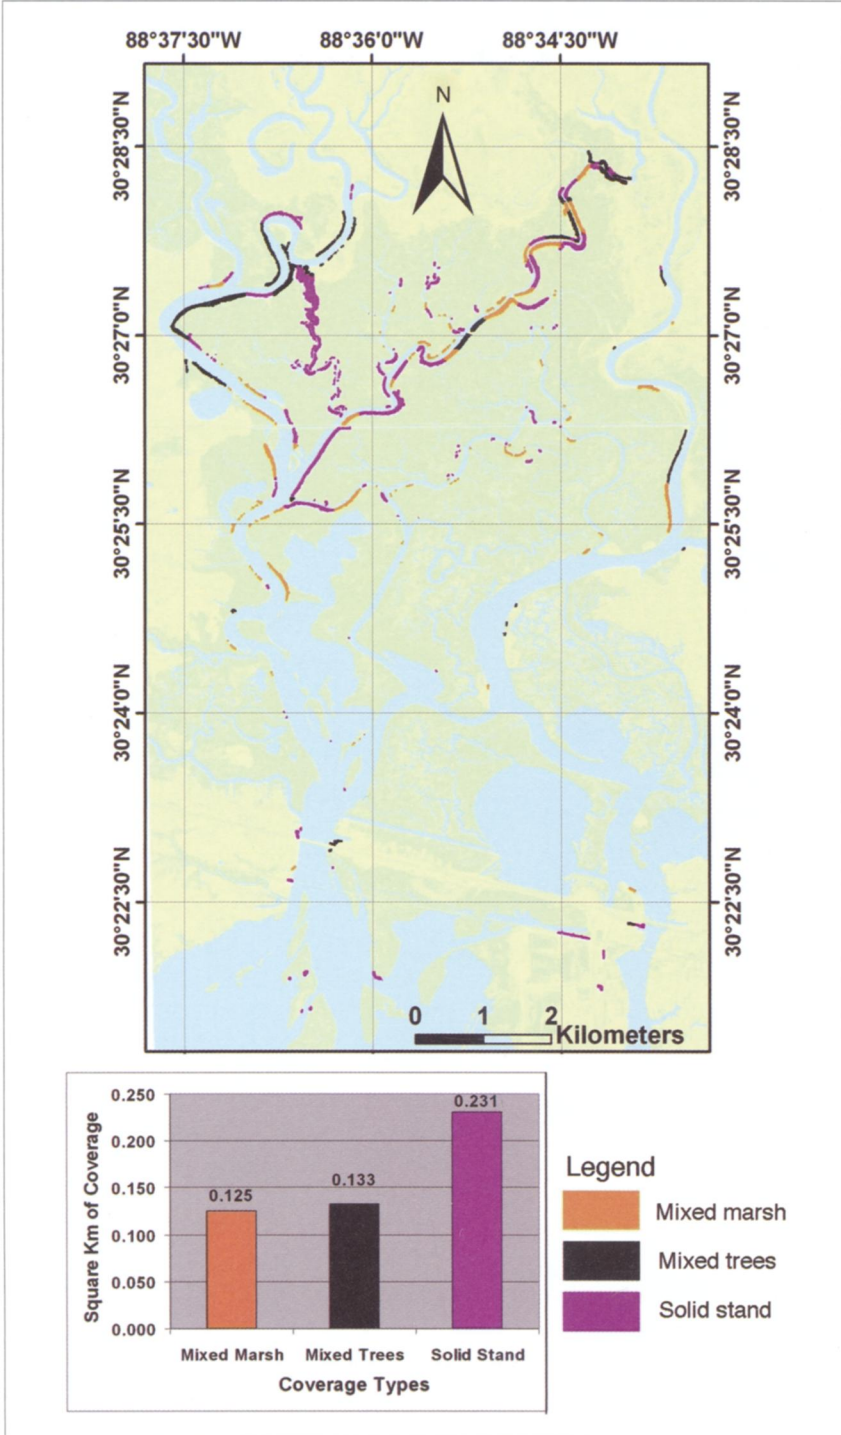 88°37'30"W 88°36'0"W 88°34'30"W
N
30°28'30"N 30°28'30"N
30°27'0"N 30°27'0"N
30°25'30"N 30°25'30"N
30°24'0"N 30°24'0"N
30°22'30"N 30°22'30"N
0 1 2
Kilometers
Square Km of Coverage
0.250
0.200
0.150
0.100
0.050
0.000
0.125
0.133
0.231
Mixed Marsh Mixed Trees Solid Stand
Coverage Types
Legend
Mixed marsh
Mixed trees
Solid stand